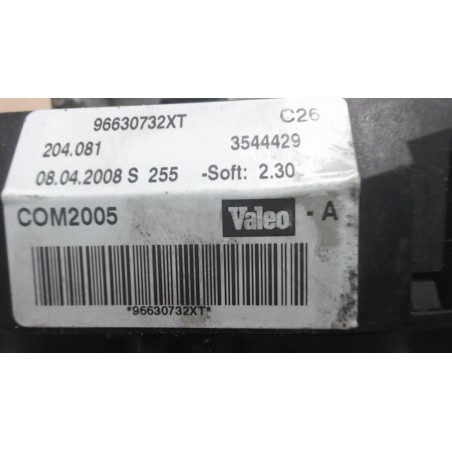 96630732XT C26
204.081 3544429
08.04.2008 S 255 -Soft: 2.30
COM2005 Valeo - A
*96630732XT*